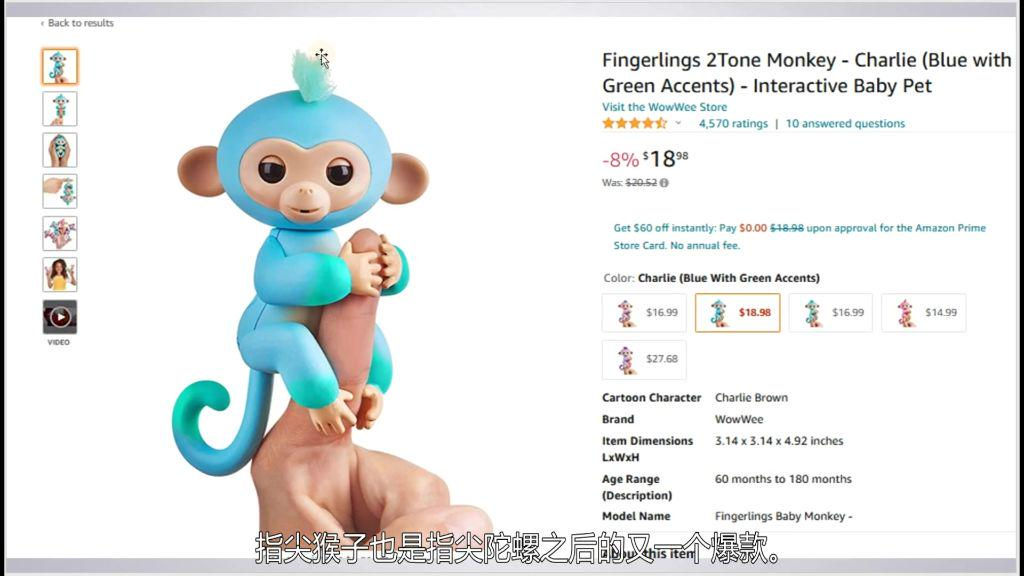 ‹ Back to results
VIDEO
Fingerlings 2Tone Monkey - Charlie (Blue with
Green Accents) - Interactive Baby Pet
Visit the WowWee Store
4,570 ratings | 10 answered questions
-8% $18 98
Was: $20.52
Get $60 off instantly: Pay $0.00 $18.98 upon approval for the Amazon Prime
Store Card. No annual fee.
Color: Charlie (Blue With Green Accents)
$16.99 $18.98 $16.99 $14.99
$27.68
Cartoon Character Charlie Brown
Brand WowWee
Item Dimensions 3.14 x 3.14 x 4.92 inches
LxWxH
Age Range 60 months to 180 months
(Description)
Model Name Fingerlings Baby Monkey -
About this item
指尖猴子也是指尖陀螺之后的又一个爆款。